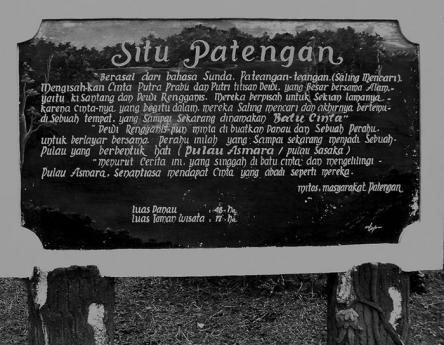 Situ Patengan
"Berasal dari bahasa Sunda. Pateangan-teangan.(Saling Mencari).
Mengisahkan Cinta Putra Prabu dan Putri titisan Dewi. yang Besar bersama Alam.
yaitu ki Santang dan Dewi Rengganis. Mereka berpisah untuk Sekian lamanya.
karena Cinta-nya, yang begitu dalam, mereka Saling mencari dan akhirnya bertemu-
di Sebuah tempat. yang Sampai Sekarang dinamakan "Batu Cinta"
"Dewi Rengganis-pun minta di buatkan Danau dan Sebuah Perahu.
untuk berlayar bersama. Perahu inilah yang Sampai sekarang menjadi Sebuah.
Pulau yang berbentuk hati (Pulau Asmara / pulau Sasaka)
"menurut Cerita ini. yang singgah di batu cinta, dan mengelilingi
Pulau Asmara, Senantiasa mendapat Cinta yang abadi seperti mereka.
mitos, masyarakat Patengan
Luas Danau : 48. Ha.
Luas Taman wisata : 17. Ha.